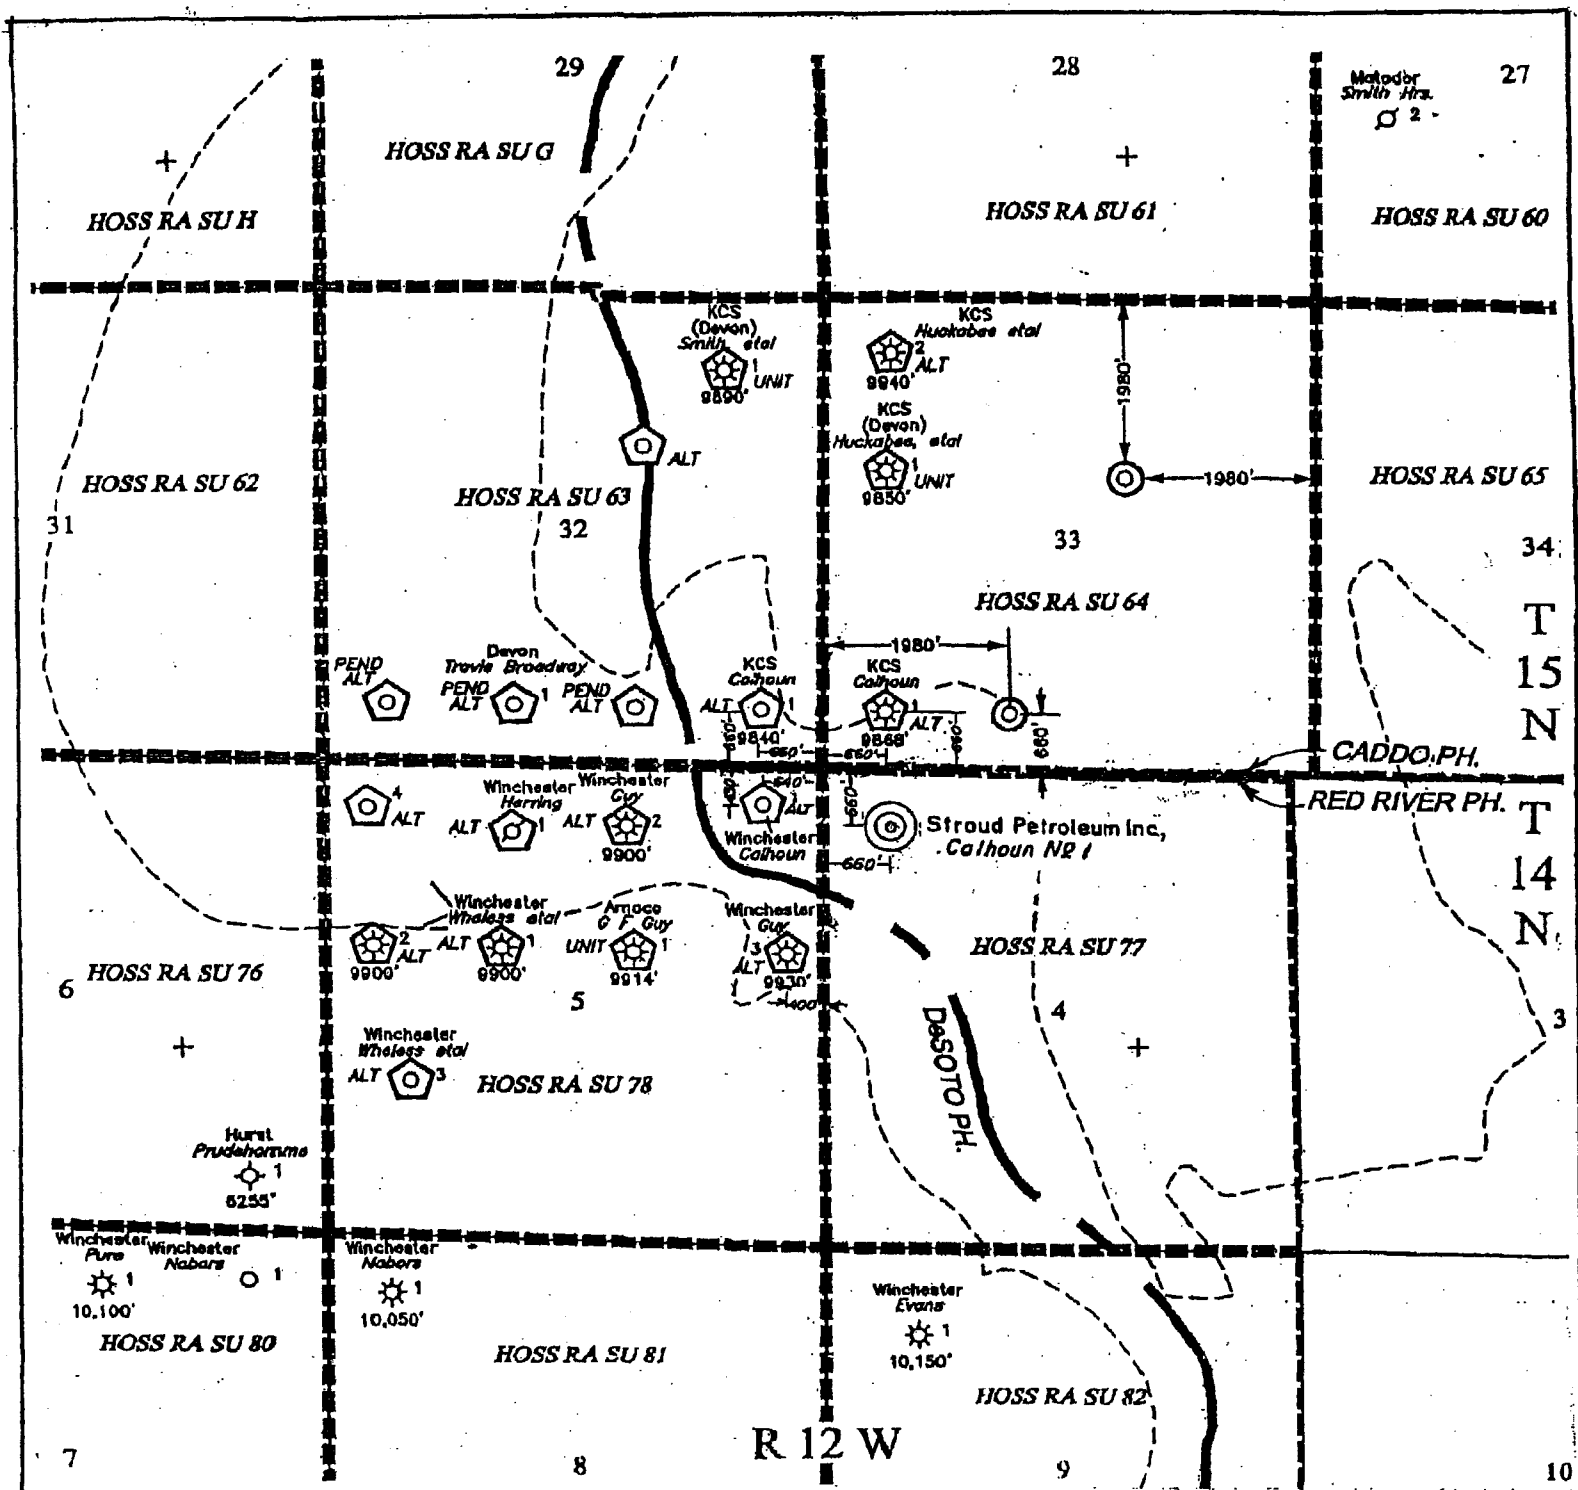 29
28
27
Matador
Smith Hrs.
2
HOSS RA SU G
HOSS RA SU H
HOSS RA SU 61
HOSS RA SU 60
KCS
(Devon)
Smith, etal
1
UNIT
9890'
KCS
Huckabee etal
2
ALT
9940'
1980'
KCS
(Devon)
Huckabee, etal
1
UNIT
9850'
1980'
ALT
HOSS RA SU 62
HOSS RA SU 63
HOSS RA SU 65
31
32
33
34
HOSS RA SU 64
T
15
N
1980'
PEND
ALT
Devon
Travis Broadway
PEND
ALT
1
PEND
ALT
KCS
Calhoun
ALT
1
9840'
KCS
Calhoun
1
ALT
9868'
660'
660'
660'
660'
660'
CADDO PH.
RED RIVER PH.
T
14
N
4
ALT
Winchester
Herring
ALT
1
Winchester
Guy
ALT
2
9900'
640'
ALT
Winchester
Calhoun
660'
660'
Stroud Petroleum Inc,
Calhoun No 1
2
ALT
9900'
Winchester
Wheless etal
ALT
1
9900'
Amoco
G F Guy
UNIT
1
9914'
Winchester
Guy
3
ALT
9930'
400'
HOSS RA SU 76
HOSS RA SU 77
6
5
4
3
DeSOTO PH.
Winchester
Wheless etal
ALT
3
HOSS RA SU 78
Hurst
Prudehomme
1
6255'
Winchester
Pure
1
10,100'
Winchester
Nabors
1
Winchester
Nabors
1
10,050'
Winchester
Evans
1
10,150'
HOSS RA SU 80
HOSS RA SU 81
HOSS RA SU 82
R 12 W
7
8
9
10